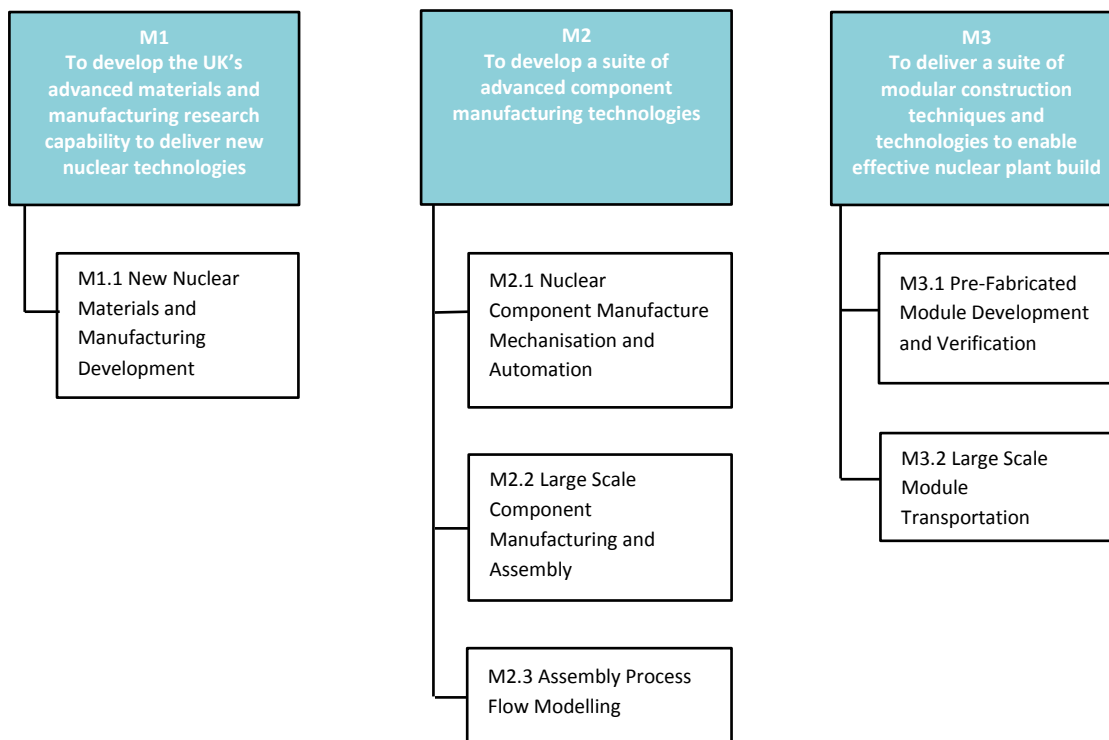 M1
To develop the UK's
advanced materials and
manufacturing research
capability to deliver new
nuclear technologies
M1.1 New Nuclear
Materials and
Manufacturing
Development
M2
To develop a suite of
advanced component
manufacturing technologies
M2.1 Nuclear
Component Manufacture
Mechanisation and
Automation
M2.2 Large Scale
Component
Manufacturing and
Assembly
M2.3 Assembly Process
Flow Modelling
M3
To deliver a suite of
modular construction
techniques and
technologies to enable
effective nuclear plant build
M3.1 Pre-Fabricated
Module Development
and Verification
M3.2 Large Scale
Module
Transportation